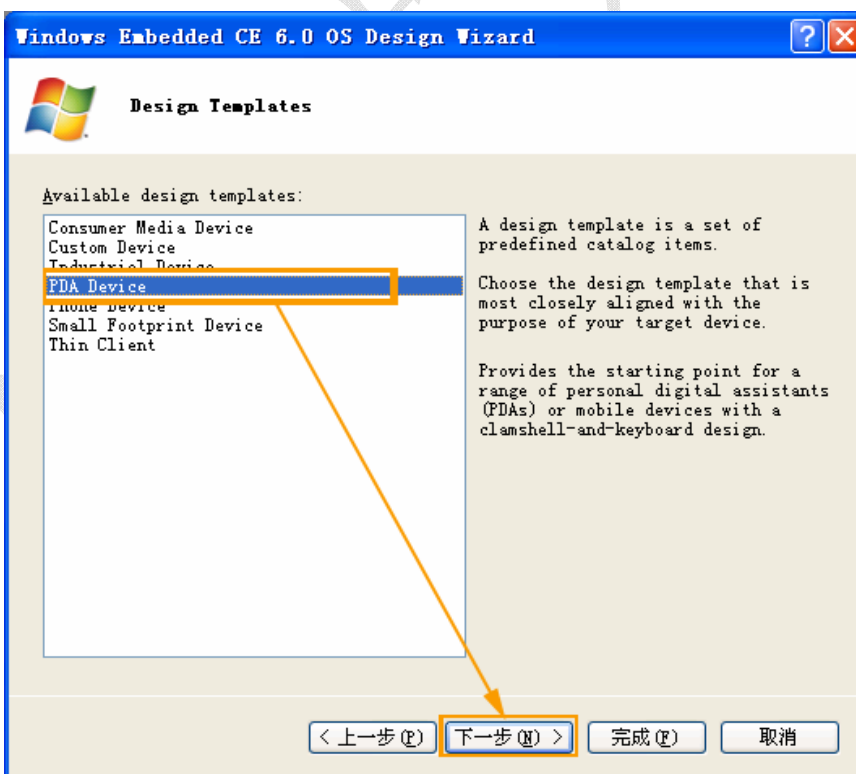 Windows Embedded CE 6.0 OS Design Wizard
Design Templates
Available design templates:
Consumer Media Device
Custom Device
Industrial Device
PDA Device
Phone Device
Small Footprint Device
Thin Client
A design template is a set of
predefined catalog items.
Choose the design template that is
most closely aligned with the
purpose of your target device.
Provides the starting point for a
range of personal digital assistants
(PDAs) or mobile devices with a
clamshell-and-keyboard design.
< 上一步(P)
下一步(N) >
完成(F)
取消